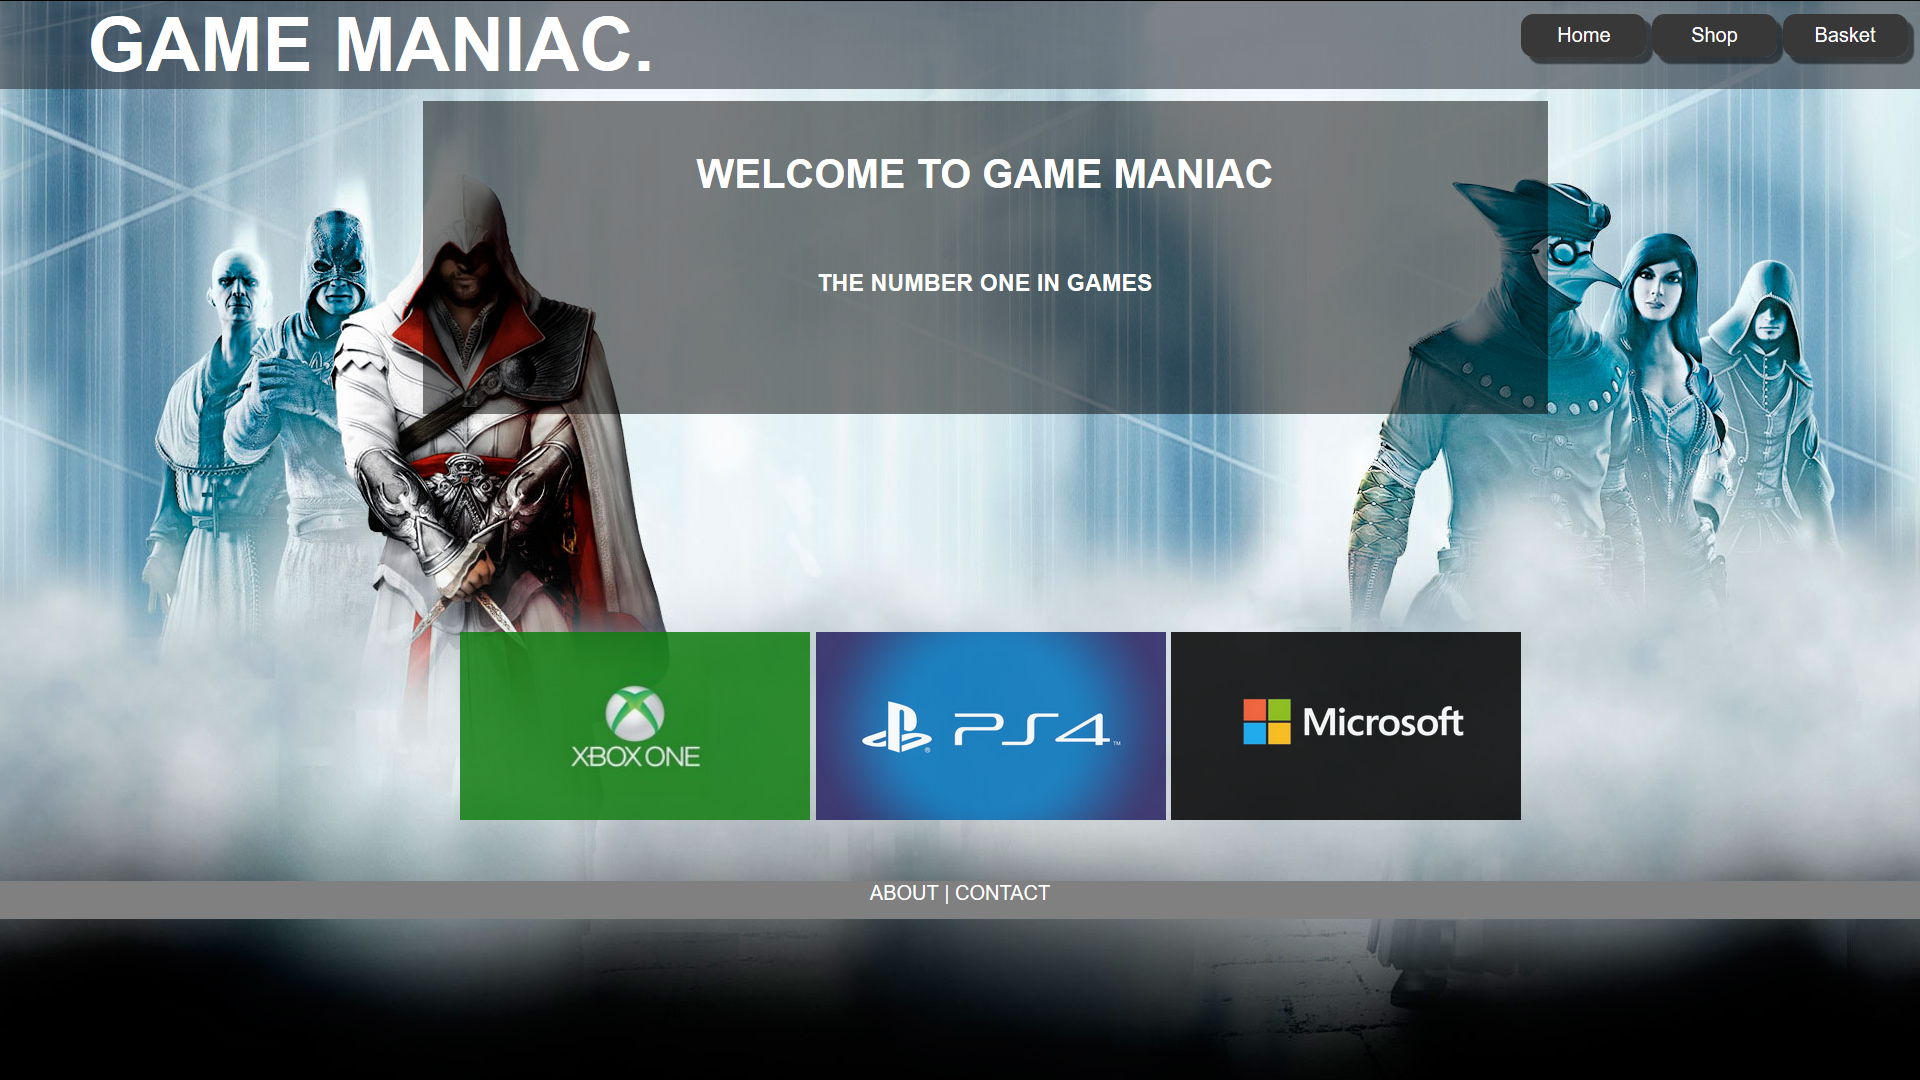 GAME MANIAC.
Home
Shop
Basket
WELCOME TO GAME MANIAC
THE NUMBER ONE IN GAMES
XBOX ONE
PS4™
Microsoft
ABOUT | CONTACT